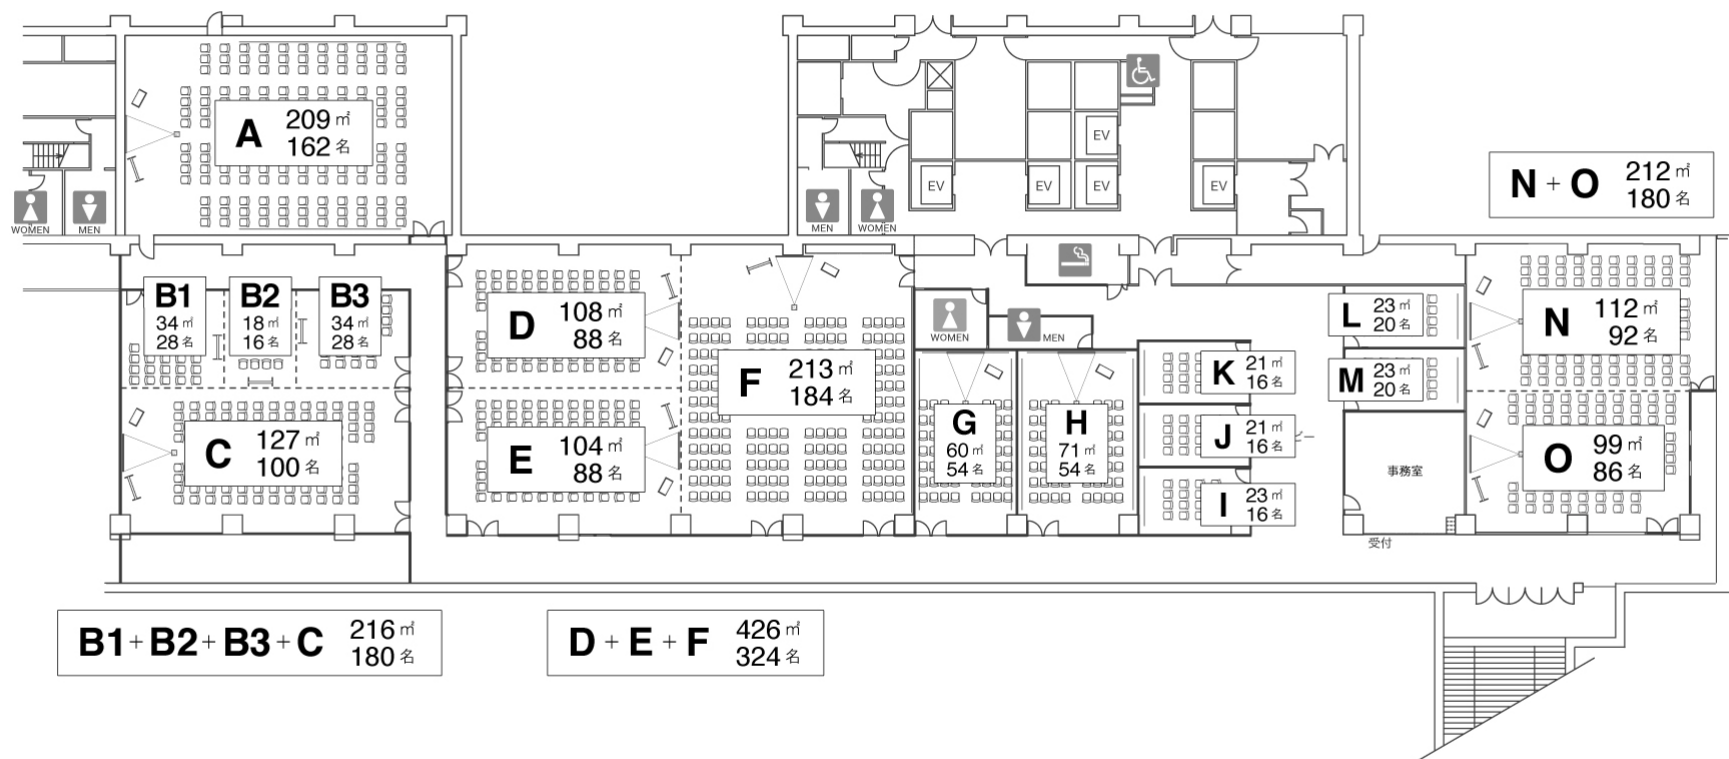 A 209㎡
162名
WOMEN
MEN
MEN
WOMEN
EV
EV
EV
EV
EV
N + O 212㎡
180名
B1
34㎡
28名
B2
18㎡
16名
B3
34㎡
28名
C 127㎡
100名
D 108㎡
88名
E 104㎡
88名
F 213㎡
184名
WOMEN
MEN
G
60㎡
54名
H
71㎡
54名
K 21㎡
16名
J 21㎡
16名
ー
I 23㎡
16名
L 23㎡
20名
M 23㎡
20名
事務室
受付
N 112㎡
92名
O 99㎡
86名
B1+B2+B3+C 216㎡
180名
D + E + F 426㎡
324名